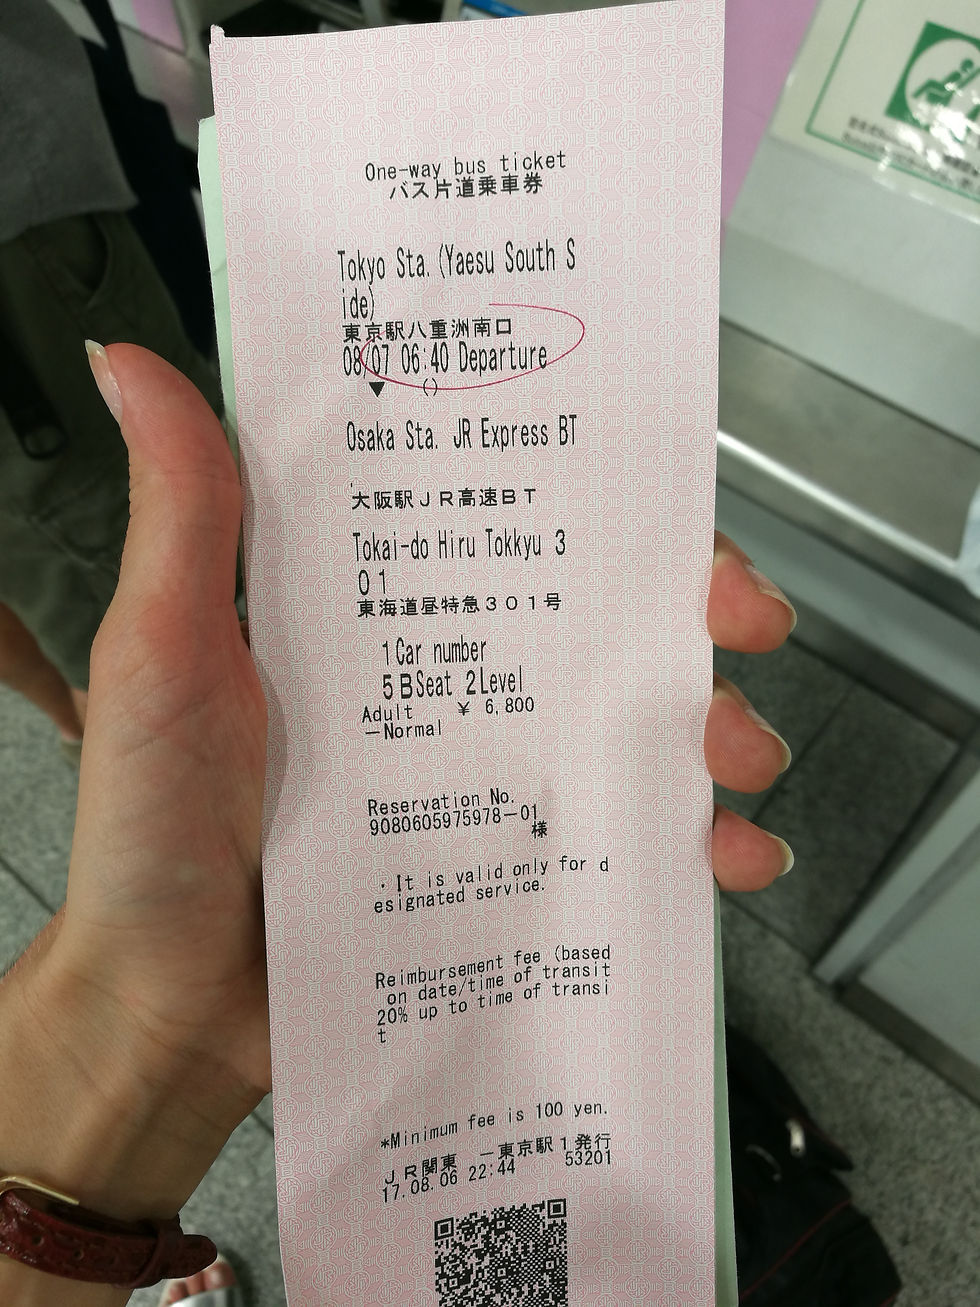 One-way bus ticket
バス片道乗車券
Tokyo Sta.(Yaesu South S
ide)
東京駅八重洲南口
08/07 06:40 Departure
▼ ()
Osaka Sta. JR Express BT
大阪駅JR高速BT
Tokai-do Hiru Tokkyu 3
01
東海道昼特急301号
1Car number
5BSeat 2Level
Adult ¥ 6,800
-Normal
Reservation No.
9080605975978-01
様
・It is valid only for d
esignated service.
Reimbursement fee (based
on date/time of transit
20% up to time of transi
t
*Minimum fee is 100 yen.
JR関東 -東京駅1発行
17.08.06 22:44 53201